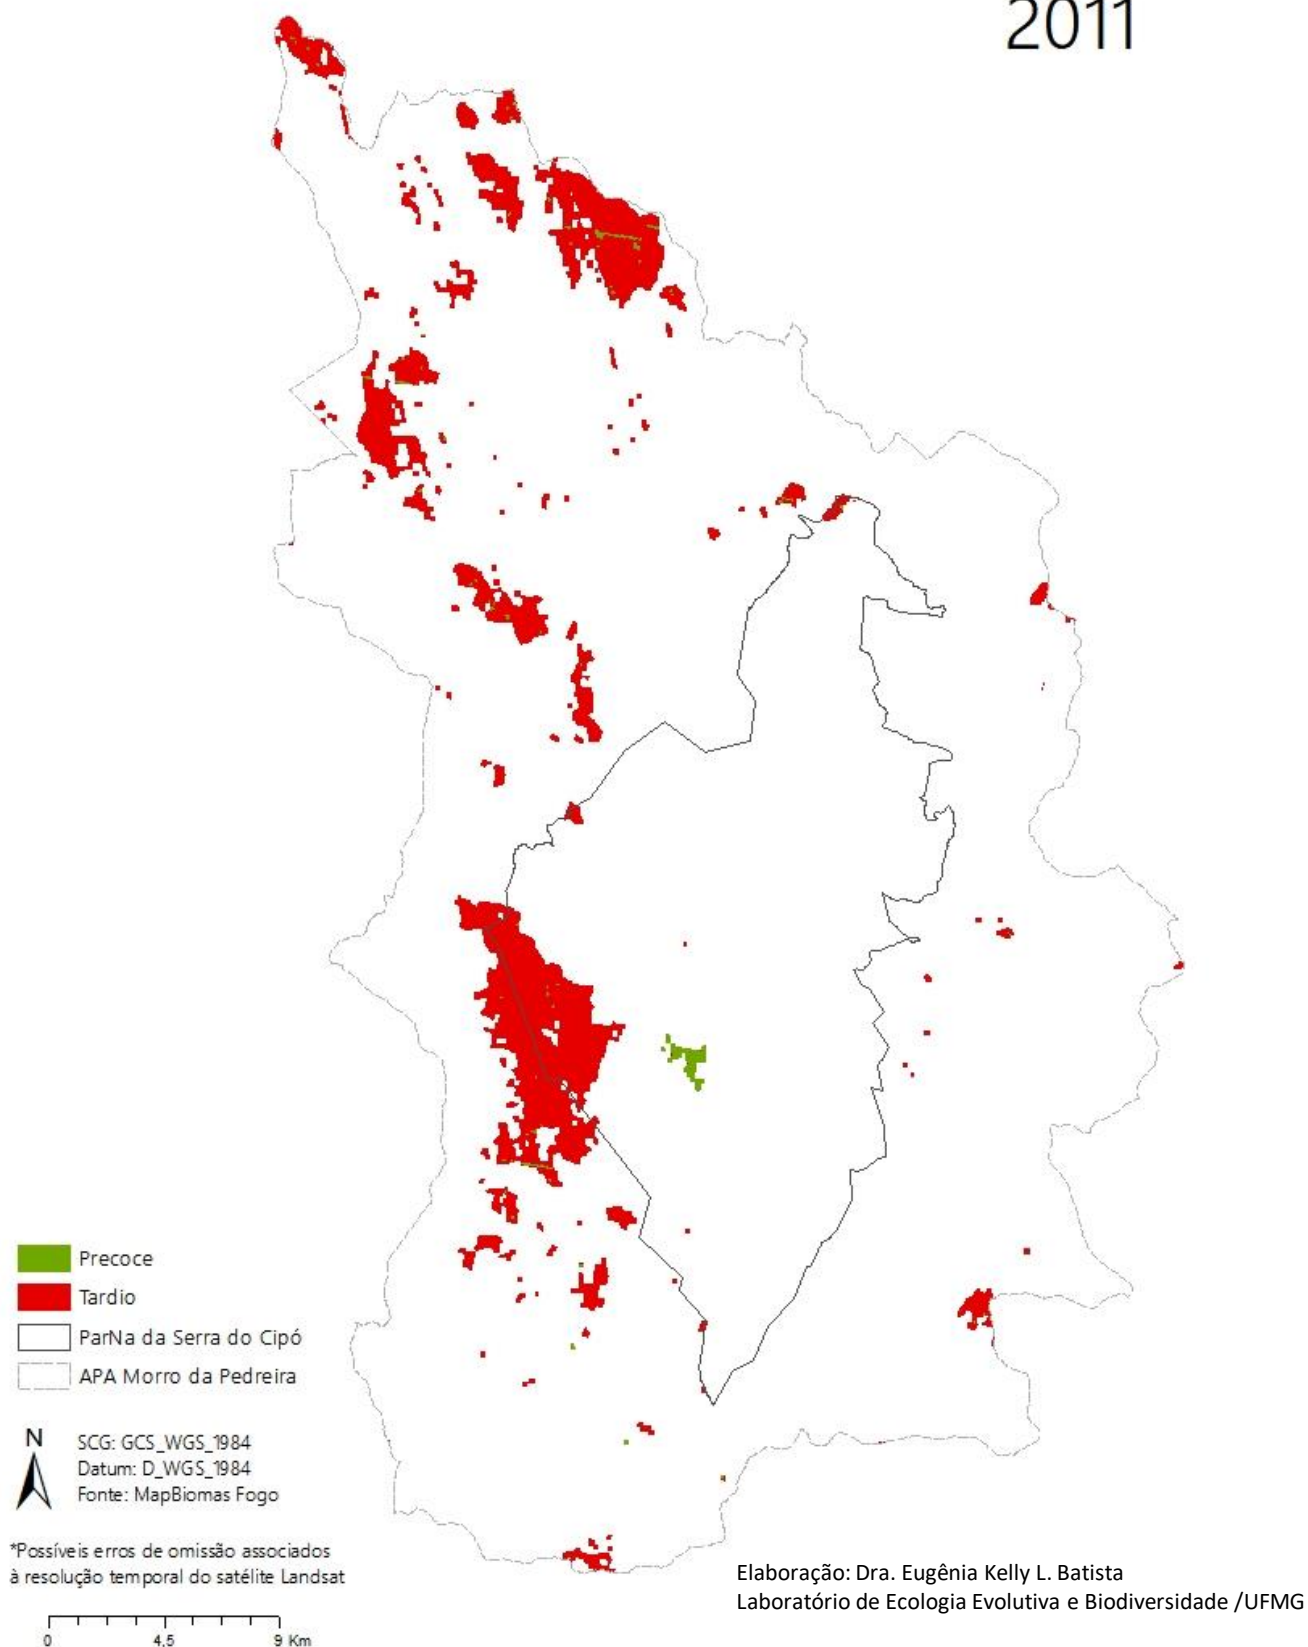 2011
Precoce
Tardio
ParNa da Serra do Cipó
APA Morro da Pedreira
N
SCG: GCS_WGS_1984
Datum: D_WGS_1984
Fonte: MapBiomas Fogo
*Possíveis erros de omissão associados
à resolução temporal do satélite Landsat
0 4,5 9 Km
Elaboração: Dra. Eugênia Kelly L. Batista
Laboratório de Ecologia Evolutiva e Biodiversidade /UFMG